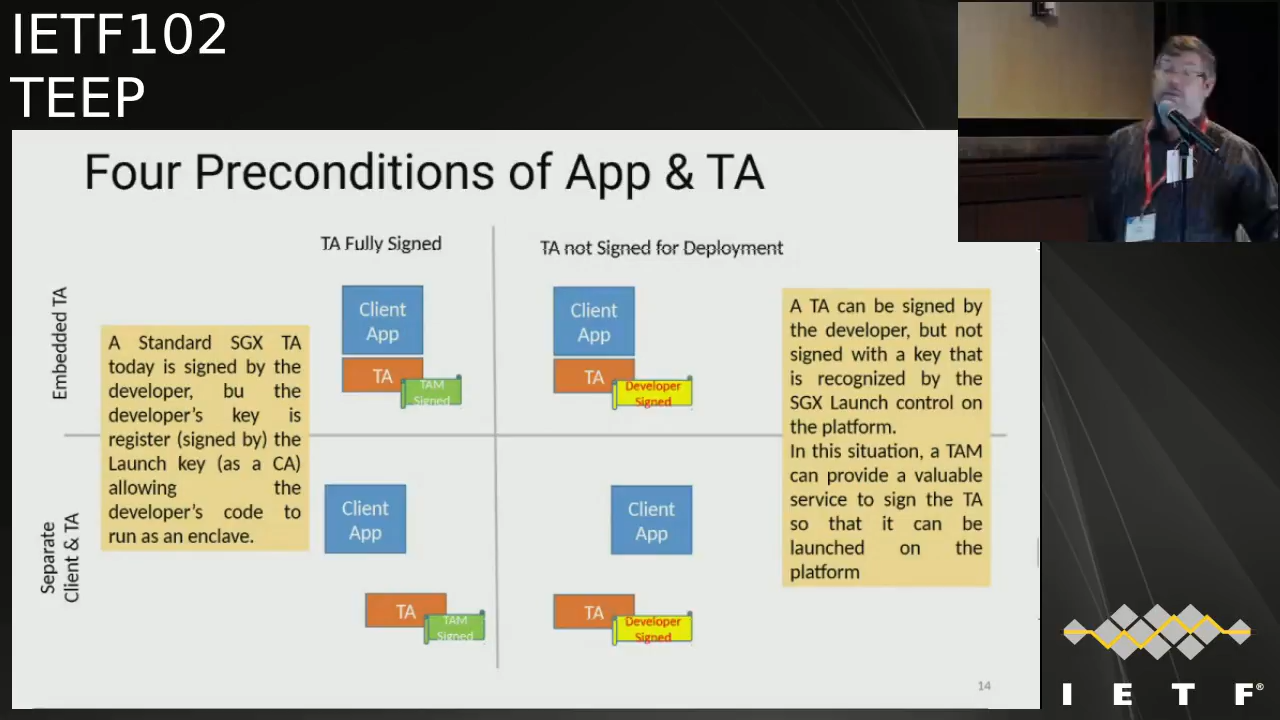 IETF102
TEEP
Four Preconditions of App & TA
TA Fully Signed
TA not Signed for Deployment
Embedded TA
Client
App
TA
TAM
Signed
Client
App
TA
Developer
Signed
A Standard SGX TA
today is signed by the
developer, bu the
developer's key is
register (signed by) the
Launch key (as a CA)
allowing the
developer's code to
run as an enclave.
A TA can be signed by
the developer, but not
signed with a key that
is recognized by the
SGX Launch control on
the platform.
In this situation, a TAM
can provide a valuable
service to sign the TA
so that it can be
launched on the
platform
Separate
Client & TA
Client
App
TA
TAM
Signed
Client
App
TA
Developer
Signed
14
I E T F®